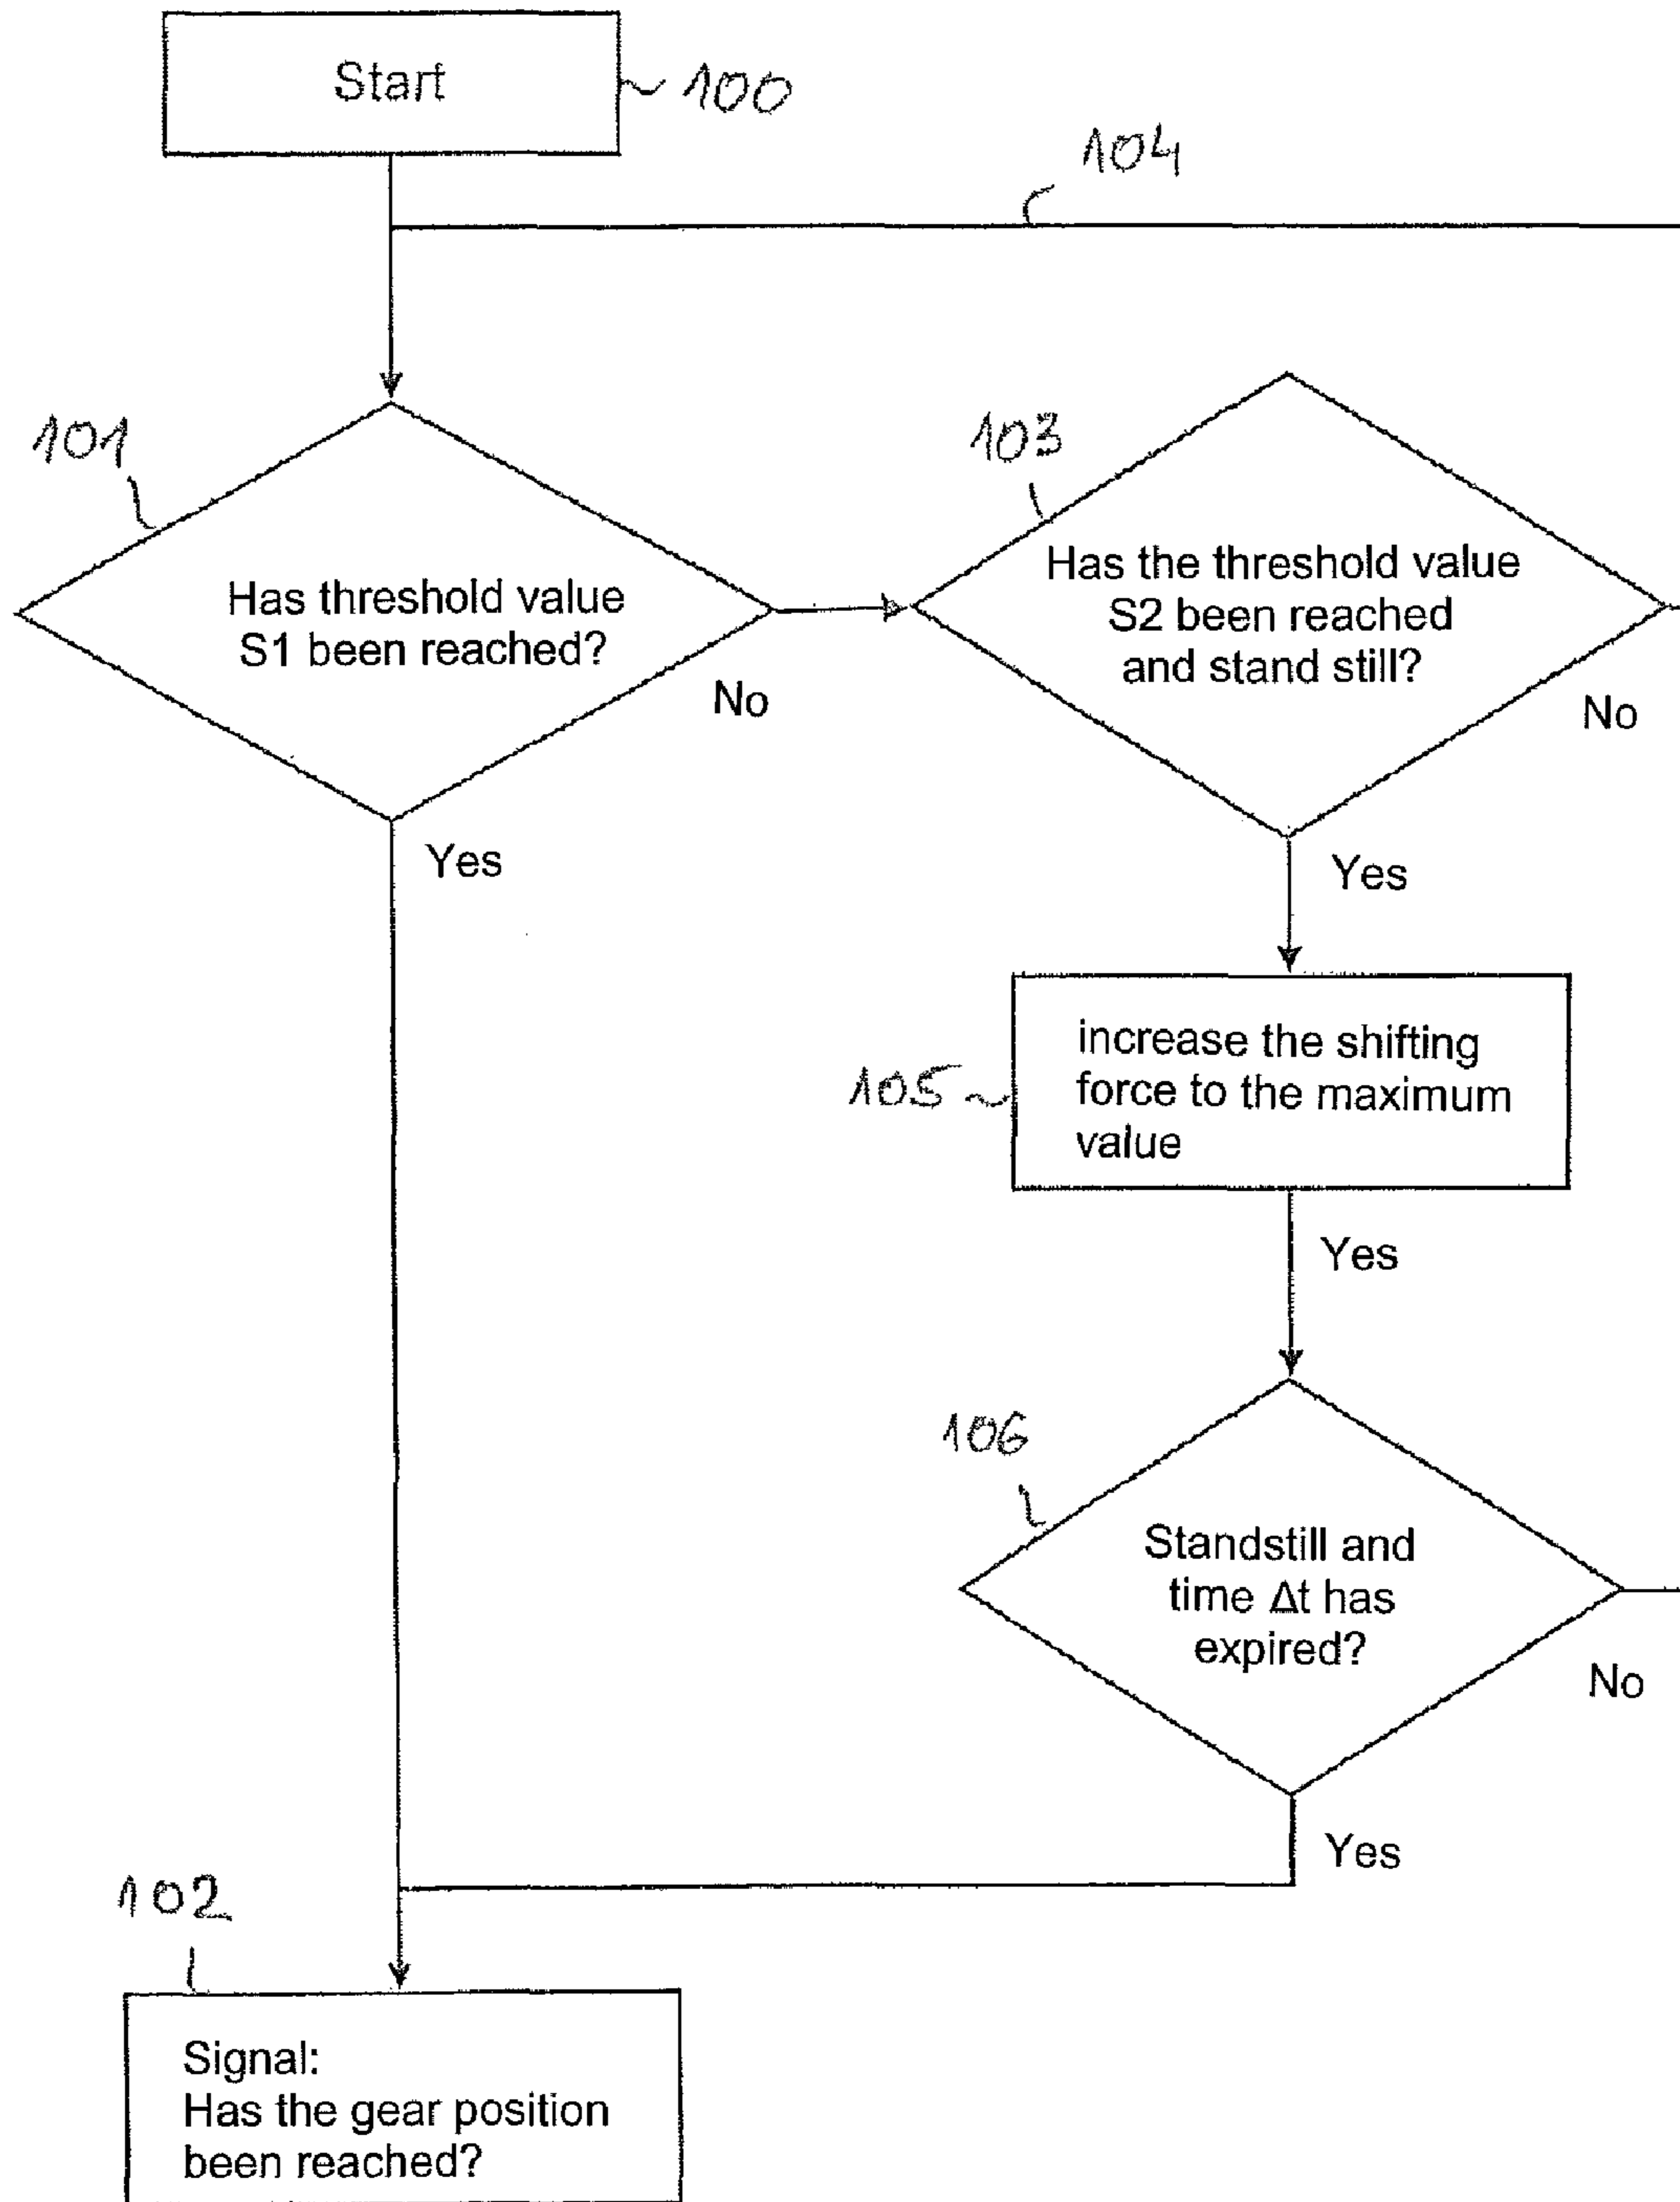 Start
100
104
101
Has threshold value
S1 been reached?
No
Yes
103
Has the threshold value
S2 been reached
and stand still?
No
Yes
105
increase the shifting
force to the maximum
value
Yes
106
Standstill and
time Δt has
expired?
No
Yes
102
Signal:
Has the gear position
been reached?